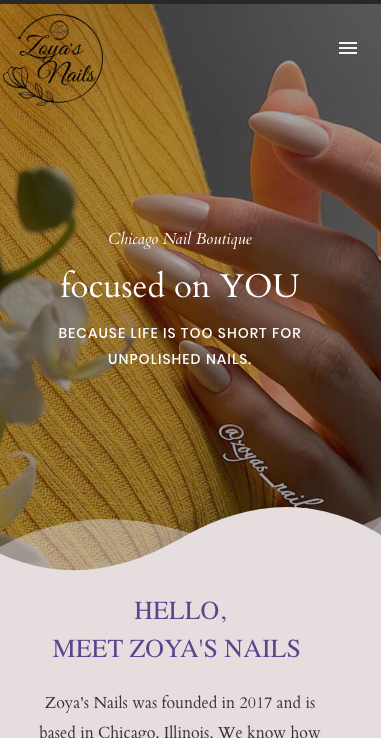 Zoya's
Nails
Chicago Nail Boutique
focused on YOU
BECAUSE LIFE IS TOO SHORT FOR
UNPOLISHED NAILS.
@zoyas_nail
HELLO,
MEET ZOYA'S NAILS
Zoya's Nails was founded in 2017 and is
based in Chicago, Illinois. We know how